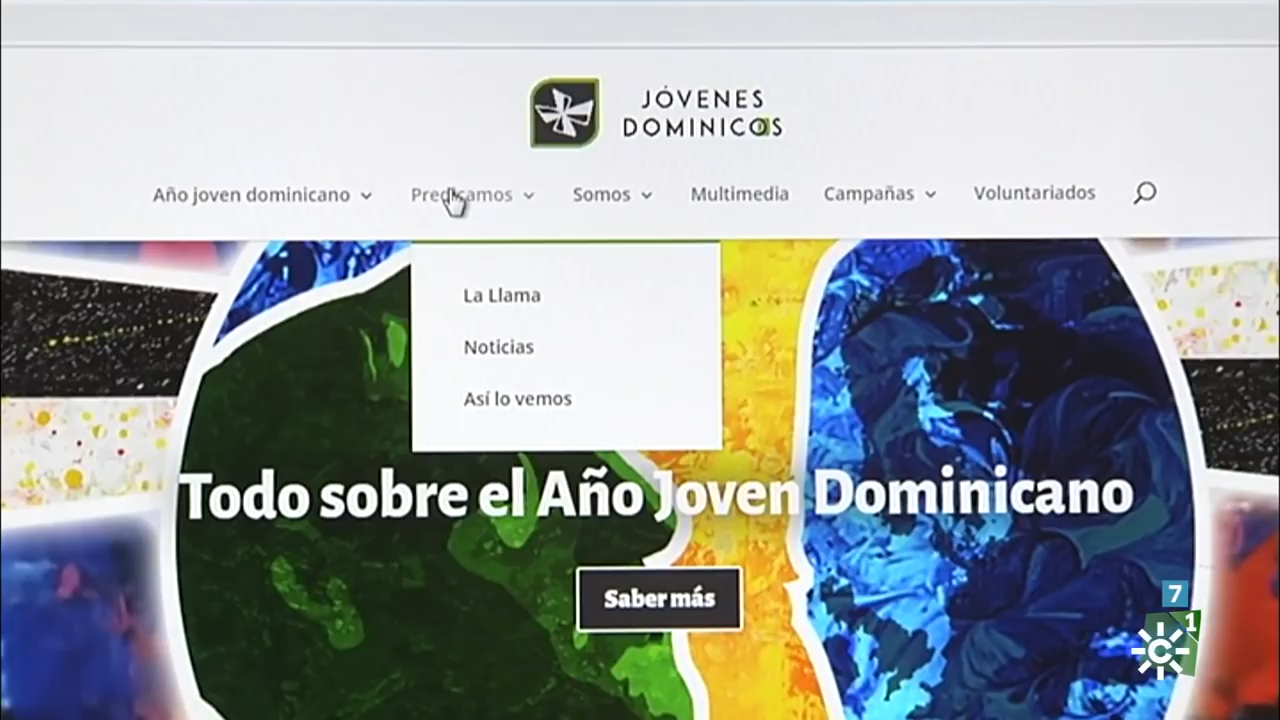 JÓVENES
DOMINICOS
Año joven dominicano
Predicamos
Somos
Multimedia
Campañas
Voluntariados
La Llama
Noticias
Así lo vemos
Todo sobre el Año Joven Dominicano
Saber más
7
1